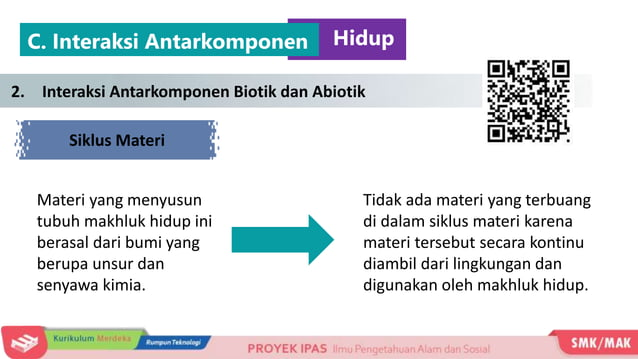 C. Interaksi Antarkomponen Hidup
2. Interaksi Antarkomponen Biotik dan Abiotik
Siklus Materi
Materi yang menyusun
tubuh makhluk hidup ini
berasal dari bumi yang
berupa unsur dan
senyawa kimia.
Tidak ada materi yang terbuang
di dalam siklus materi karena
materi tersebut secara kontinu
diambil dari lingkungan dan
digunakan oleh makhluk hidup.
Kurikulum Merdeka Rumpun Teknologi
PROYEK IPAS Ilmu Pengetahuan Alam dan Sosial
SMK/MAK